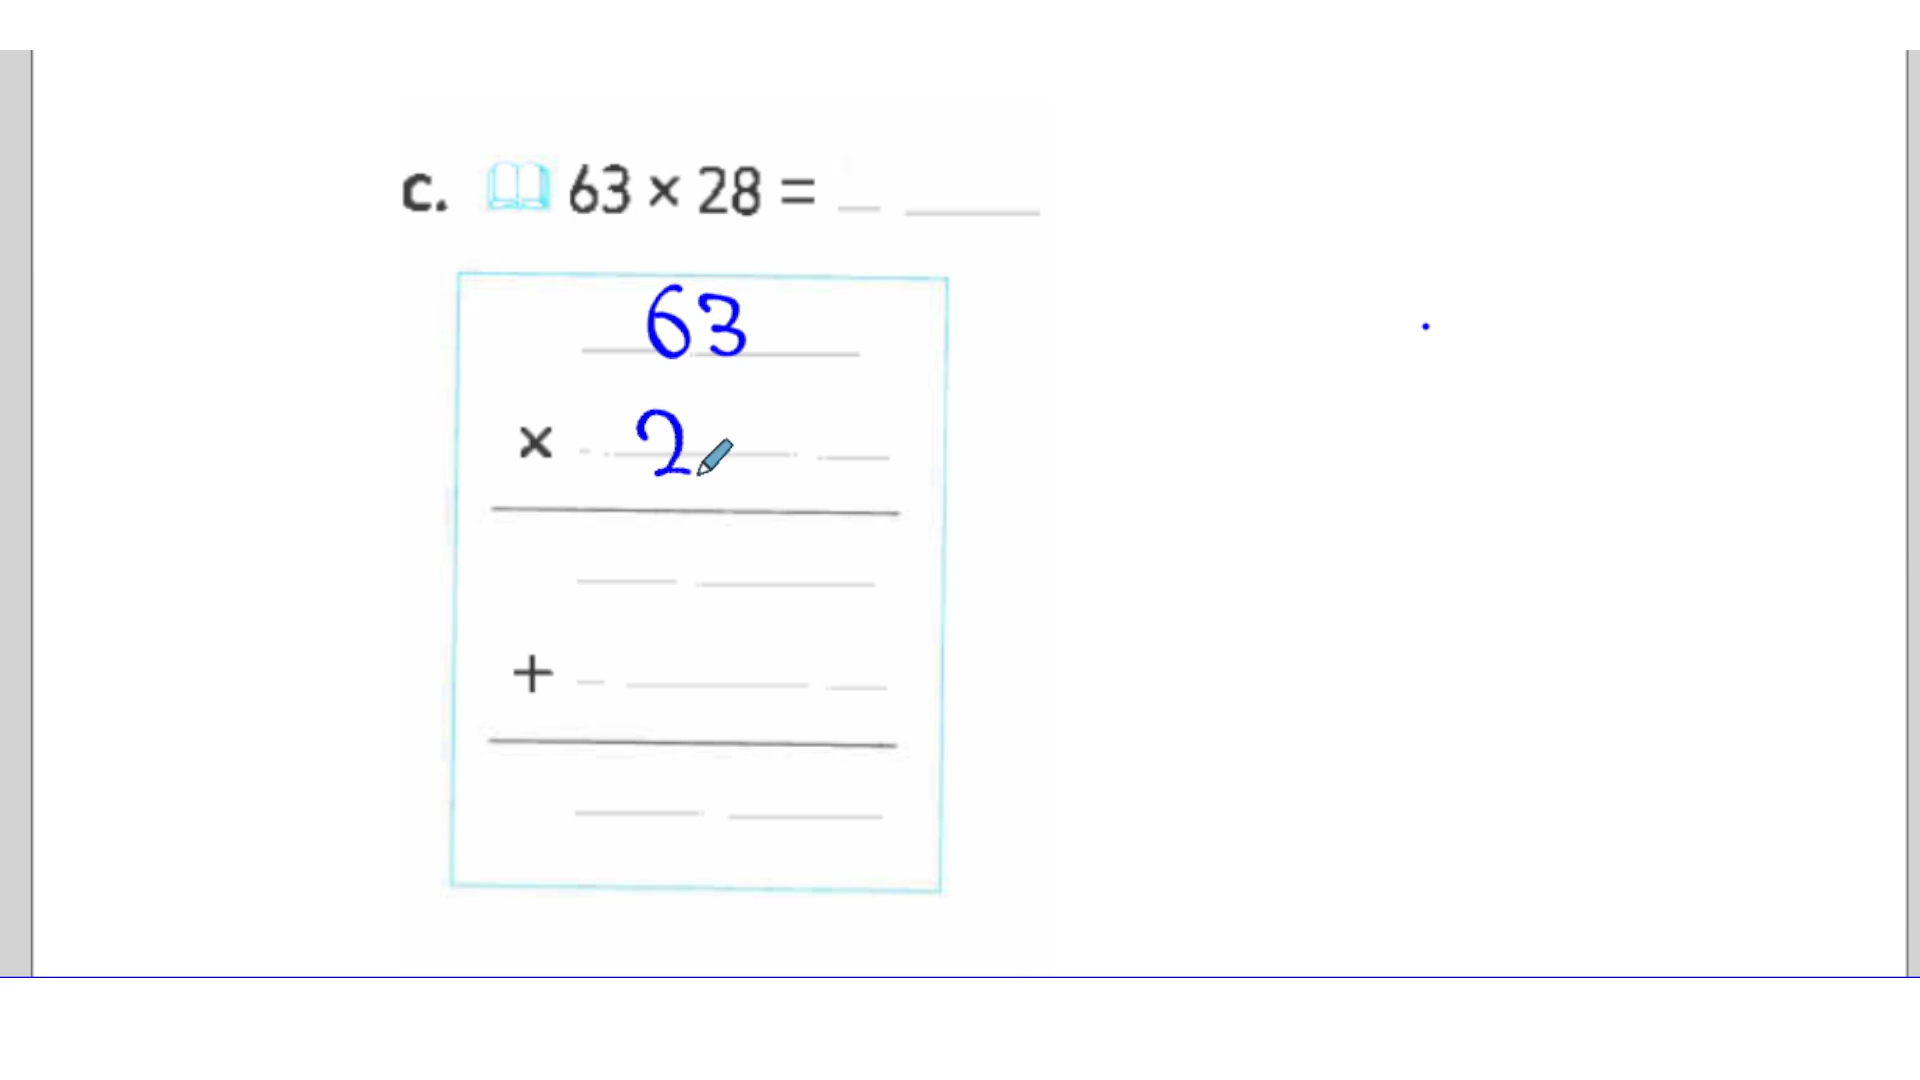 c. 63 × 28 =
63
× 2
+